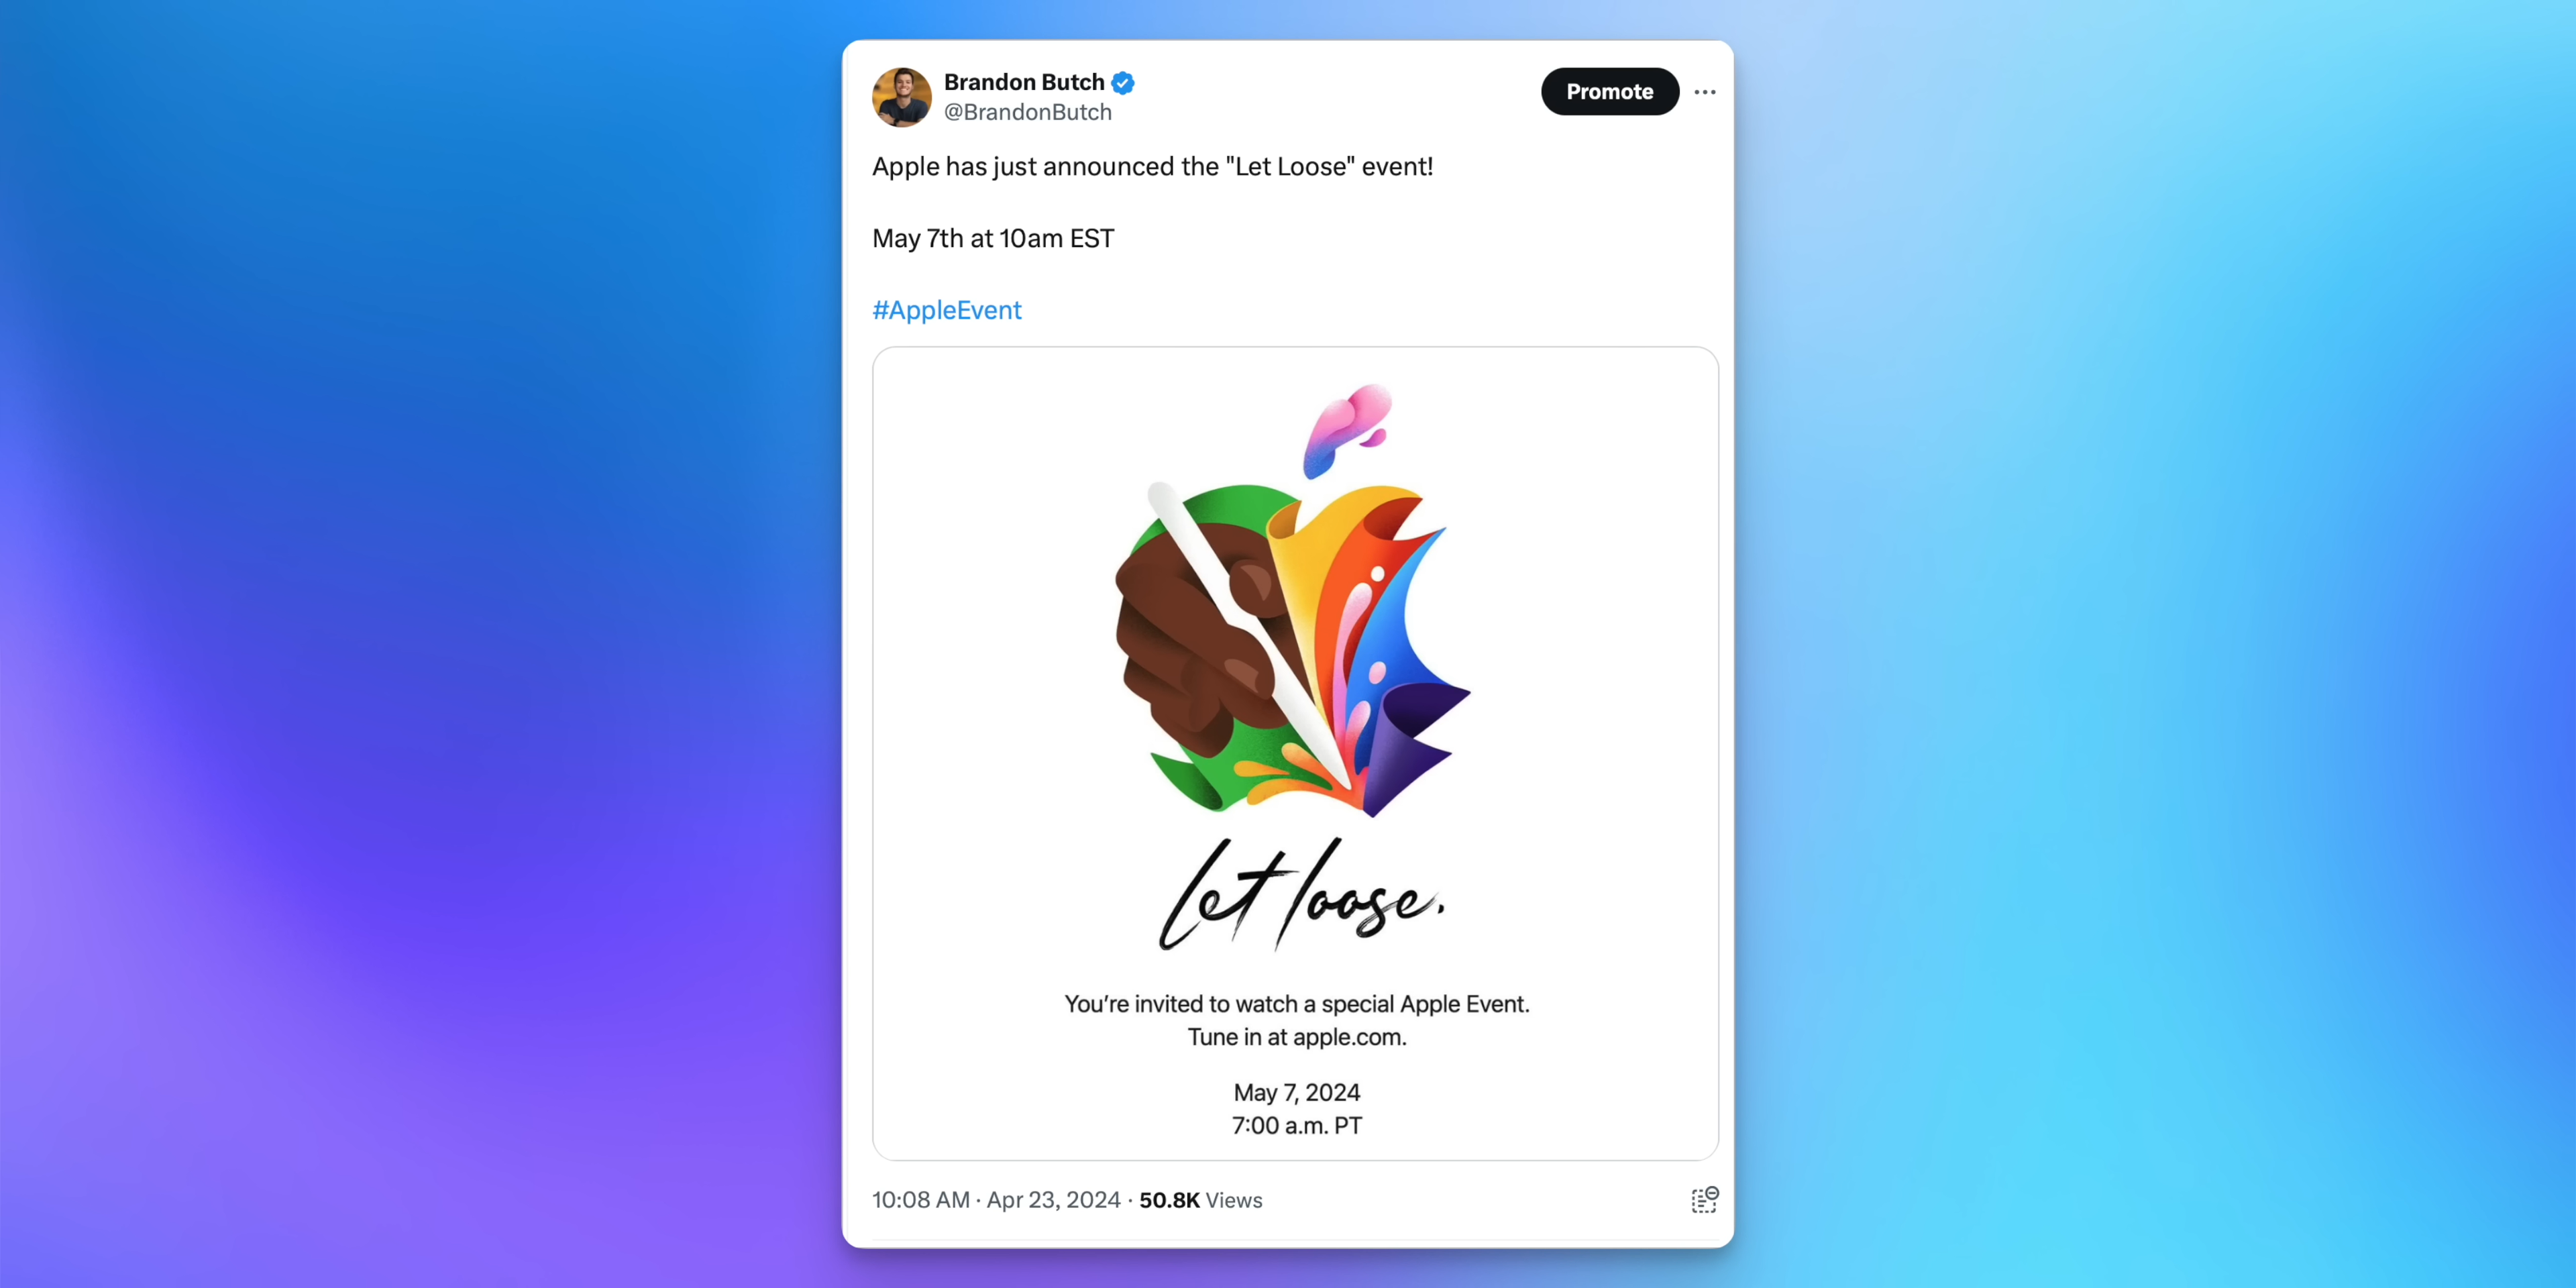 Brandon Butch
@BrandonButch
Promote
Apple has just announced the "Let Loose" event!
May 7th at 10am EST
#AppleEvent
let loose.
You're invited to watch a special Apple Event.
Tune in at apple.com.
May 7, 2024
7:00 a.m. PT
10:08 AM · Apr 23, 2024 · 50.8K Views